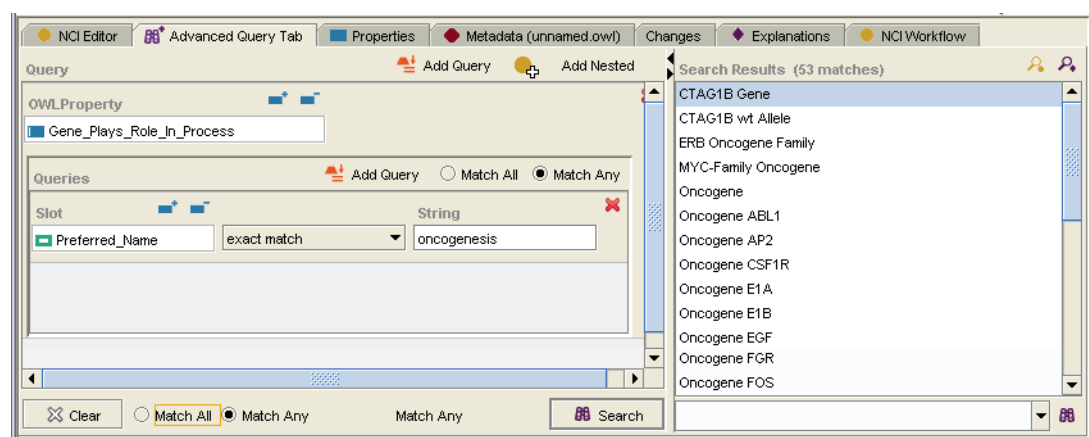 NCI Editor Advanced Query Tab Properties Metadata (unnamed.owl) Changes Explanations NCI Workflow
Query Add Query Add Nested
OWLProperty
Gene_Plays_Role_In_Process
Queries Add Query Match All Match Any
Slot String
Preferred_Name exact match oncogenesis
Clear Match All Match Any Match Any Search
Search Results (53 matches)
CTAG1B Gene
CTAG1B wt Allele
ERB Oncogene Family
MYC-Family Oncogene
Oncogene
Oncogene ABL1
Oncogene AP2
Oncogene CSF1R
Oncogene E1A
Oncogene E1B
Oncogene EGF
Oncogene FGR
Oncogene FOS